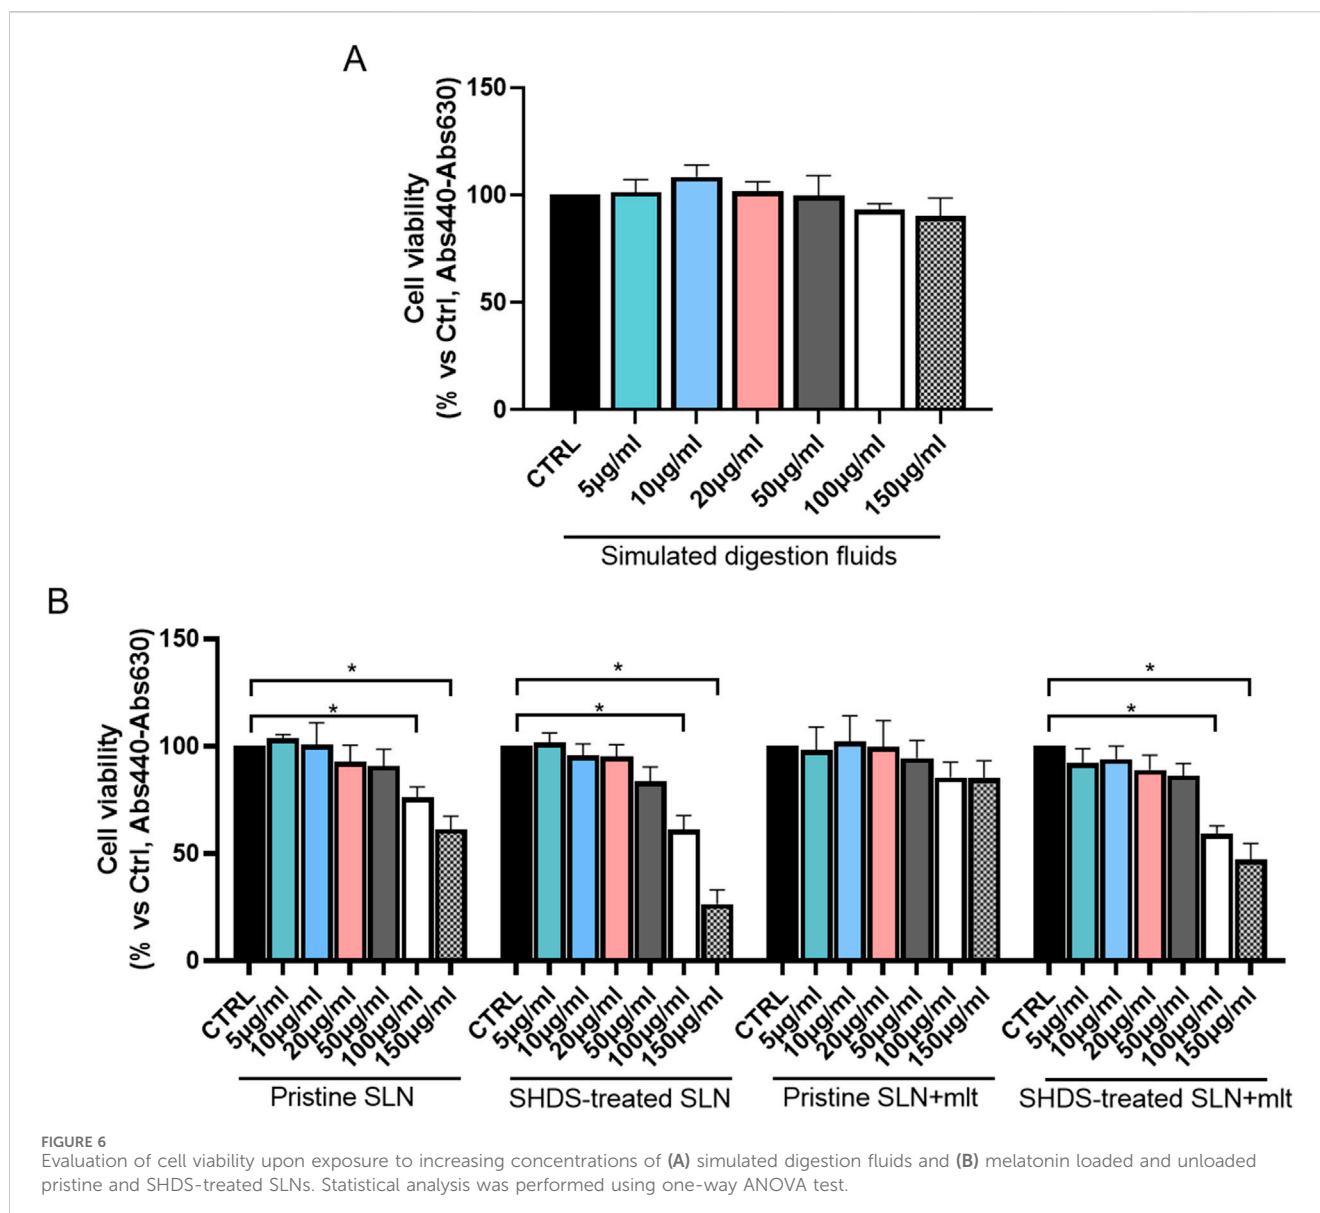 A
Cell viability
(% vs Ctrl, Abs440-Abs630)
150
100
50
0
CTRL
5µg/ml
10µg/ml
20µg/ml
50µg/ml
100µg/ml
150µg/ml
Simulated digestion fluids
B
Cell viability
(% vs Ctrl, Abs440-Abs630)
150
100
50
0
*
*
*
*
*
*
CTRL
5µg/ml
10µg/ml
20µg/ml
50µg/ml
100µg/ml
150µg/ml
Pristine SLN
CTRL
5µg/ml
10µg/ml
20µg/ml
50µg/ml
100µg/ml
150µg/ml
SHDS-treated SLN
CTRL
5µg/ml
10µg/ml
20µg/ml
50µg/ml
100µg/ml
150µg/ml
Pristine SLN+mlt
CTRL
5µg/ml
10µg/ml
20µg/ml
50µg/ml
100µg/ml
150µg/ml
SHDS-treated SLN+mlt
FIGURE 6
Evaluation of cell viability upon exposure to increasing concentrations of (A) simulated digestion fluids and (B) melatonin loaded and unloaded
pristine and SHDS-treated SLNs. Statistical analysis was performed using one-way ANOVA test.